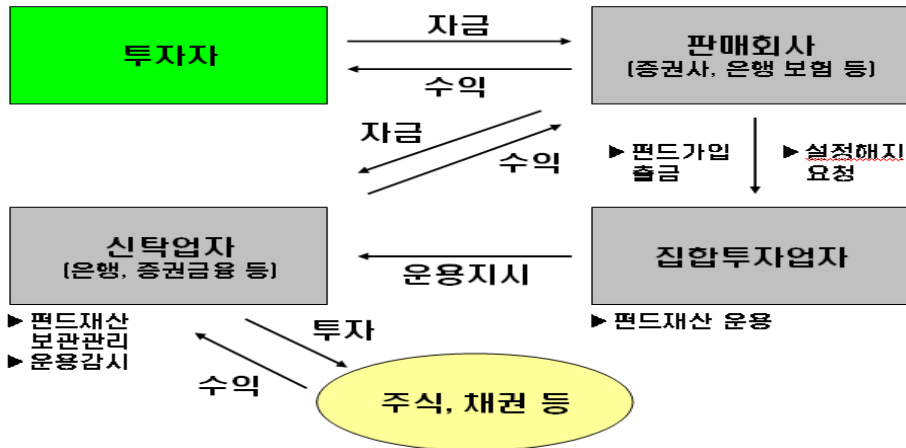 투자자
자금
수익
판매회사
(증권사, 은행 보험 등)
자금
수익
▶ 펀드가입
출금
▶ 설정해지
요청
신탁업자
(은행, 증권금융 등)
운용지시
집합투자업자
▶ 펀드재산
보관관리
▶ 운용감시
투자
수익
▶ 펀드재산 운용
주식, 채권 등